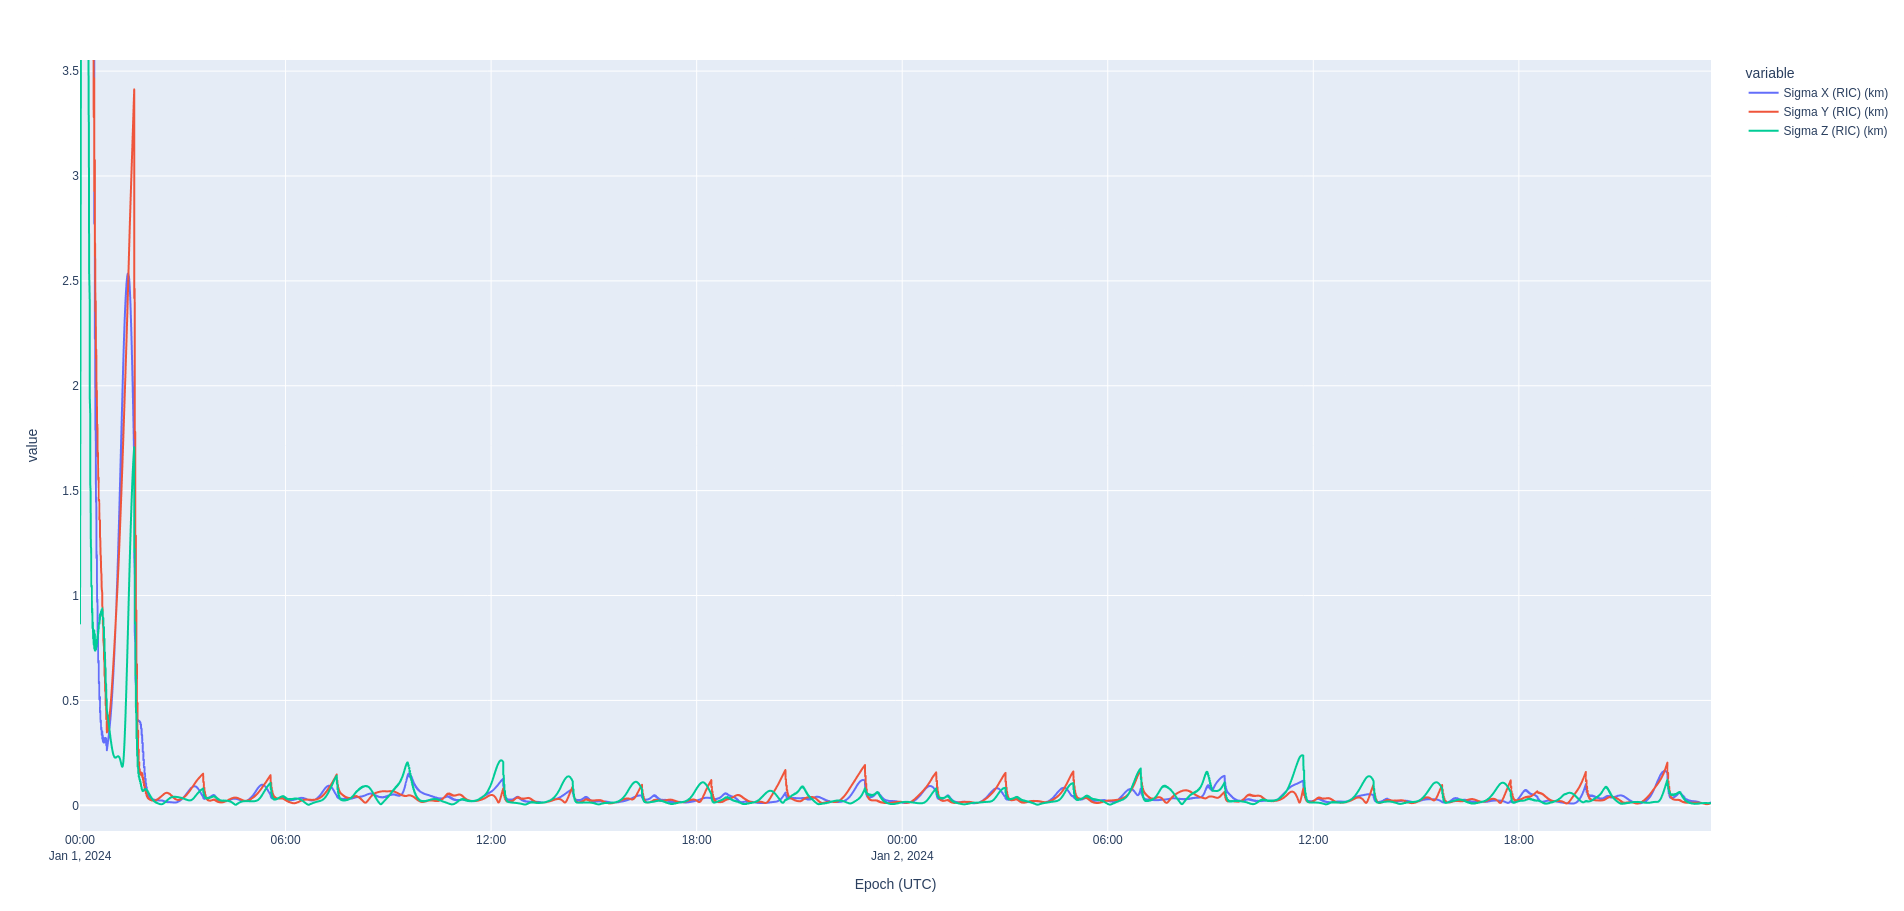 variable
Sigma X (RIC) (km)
Sigma Y (RIC) (km)
Sigma Z (RIC) (km)
value
3.5
3
2.5
2
1.5
1
0.5
0
00:00 06:00 12:00 18:00 00:00 06:00 12:00 18:00
Jan 1, 2024 Jan 2, 2024
Epoch (UTC)